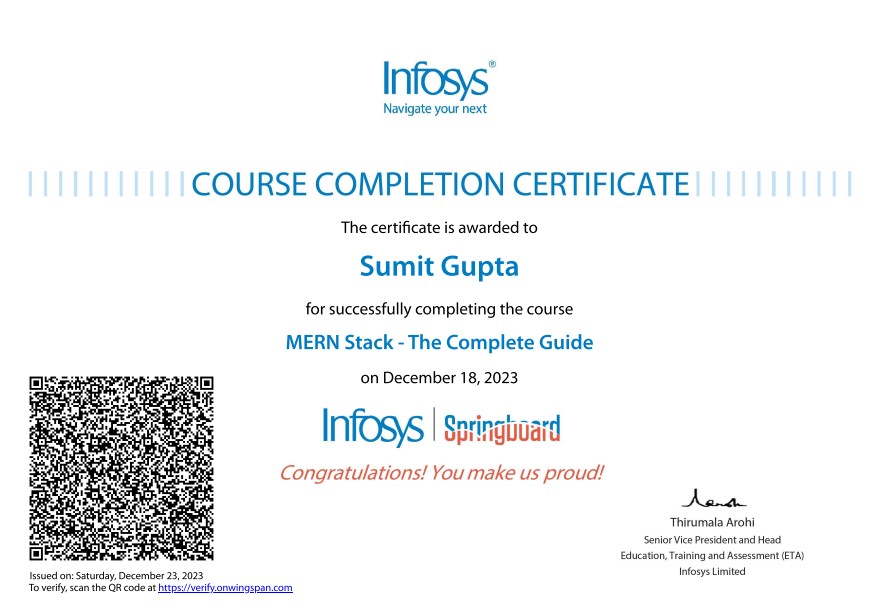 Infosys®
Navigate your next
COURSE COMPLETION CERTIFICATE
The certificate is awarded to
Sumit Gupta
for successfully completing the course
MERN Stack - The Complete Guide
on December 18, 2023
Infosys | Springboard
Congratulations! You make us proud!
Thirumala Arohi
Senior Vice President and Head
Education, Training and Assessment (ETA)
Infosys Limited
Issued on: Saturday, December 23, 2023
To verify, scan the QR code at https://verify.onwingspan.com